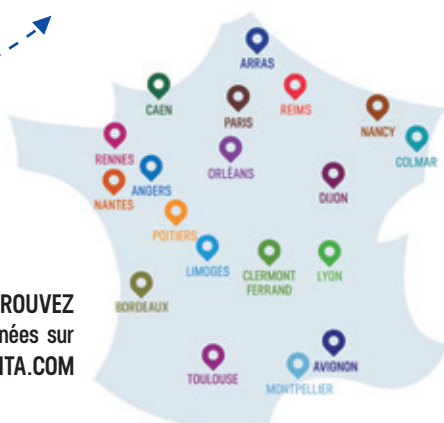 ARRAS
CAEN
PARIS
REIMS
NANCY
COLMAR
RENNES
ANGERS
ORLÉANS
NANTES
DIJON
POITIERS
LIMOGES
CLERMONT
FERRAND
LYON
BORDEAUX
ROUVEZ
nées sur
ITA.COM
TOULOUSE
AVIGNON
MONTPELLIER